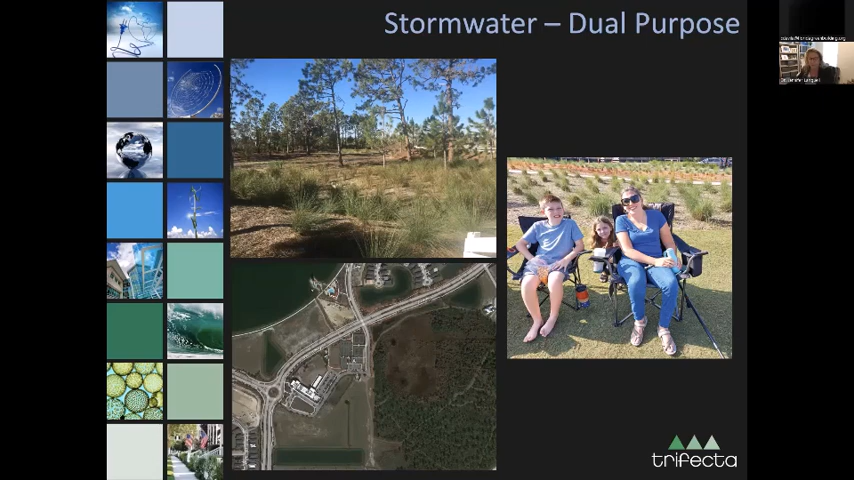 Stormwater – Dual Purpose
trifecta